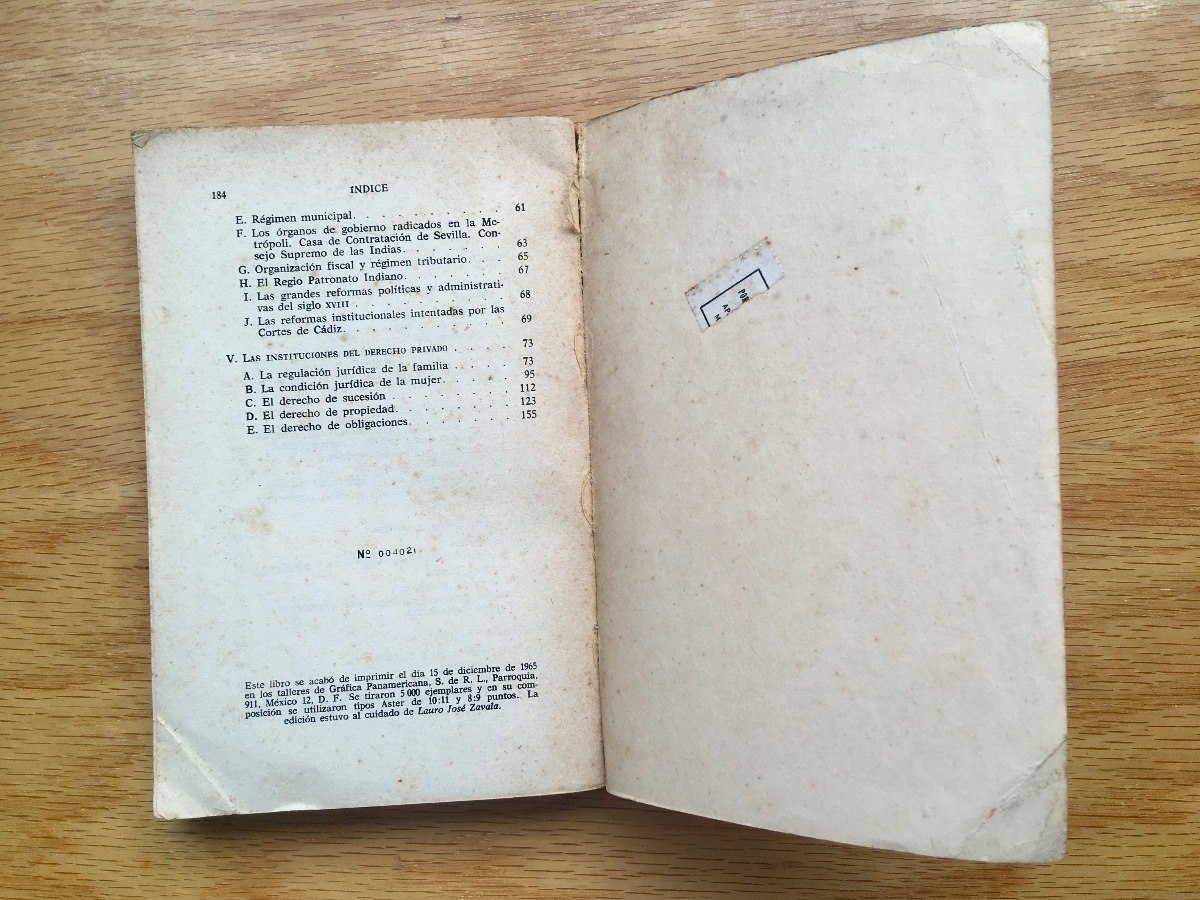 184 INDICE
E. Régimen municipal. . . . . . . . . . . . 61
F. Los órganos de gobierno radicados en la Me-
trópoli. Casa de Contratación de Sevilla. Con-
sejo Supremo de las Indias. . . . . . . . 63
G. Organización fiscal y régimen tributario. . . . 65
H. El Regio Patronato Indiano. . . . . . . . 67
I. Las grandes reformas políticas y administrati-
vas del siglo XVIII . . . . . . . . . . . 68
J. Las reformas institucionales intentadas por las
Cortes de Cádiz. . . . . . . . . . . . 69
V. LAS INSTITUCIONES DEL DERECHO PRIVADO . . . . 73
A. La regulación jurídica de la familia . . . . . 73
B. La condición jurídica de la mujer. . . . . . 95
C. El derecho de sucesión . . . . . . . . . 112
D. El derecho de propiedad. . . . . . . . . 123
E. El derecho de obligaciones. . . . . . . . 155
Nº 00402
Este libro se acabó de imprimir el día 15 de diciembre de 1965
en los talleres de Gráfica Panamericana, S. de R. L., Parroquia,
911, México 12, D. F. Se tiraron 5 000 ejemplares y en su com-
posición se utilizaron tipos Aster de 10:11 y 8:9 puntos. La
edición estuvo al cuidado de Lauro José Zavala.
POR
AP
M